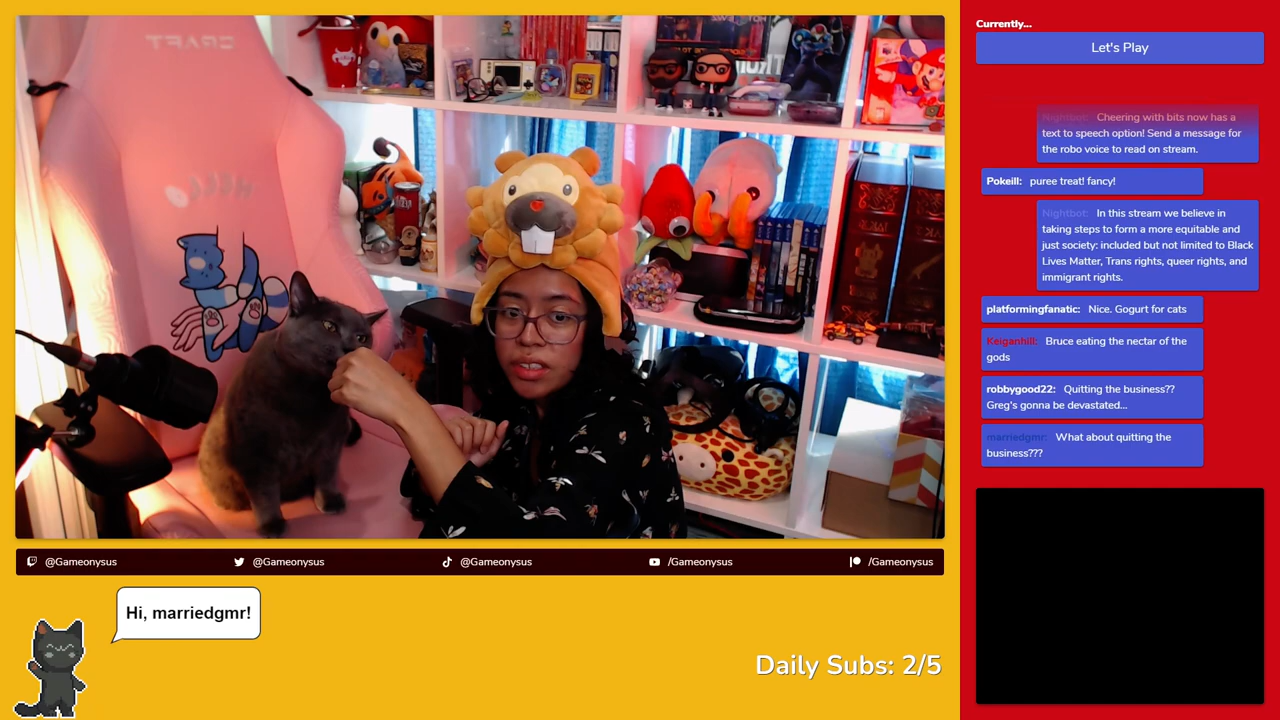 Currently...
Let's Play
Nightbot: Cheering with bits now has a
text to speech option! Send a message for
the robo voice to read on stream.
Pokeill: puree treat! fancy!
Nightbot: In this stream we believe in
taking steps to form a more equitable and
just society: included but not limited to Black
Lives Matter, Trans rights, queer rights, and
immigrant rights.
platformingfanatic: Nice. Gogurt for cats
Keiganhill: Bruce eating the nectar of the
gods
robbygood22: Quitting the business??
Greg's gonna be devastated...
marriedgmr: What about quitting the
business???
CRAFT
HELL
@Gameonysus
@Gameonysus
@Gameonysus
/Gameonysus
/Gameonysus
Hi, marriedgmr!
Daily Subs: 2/5